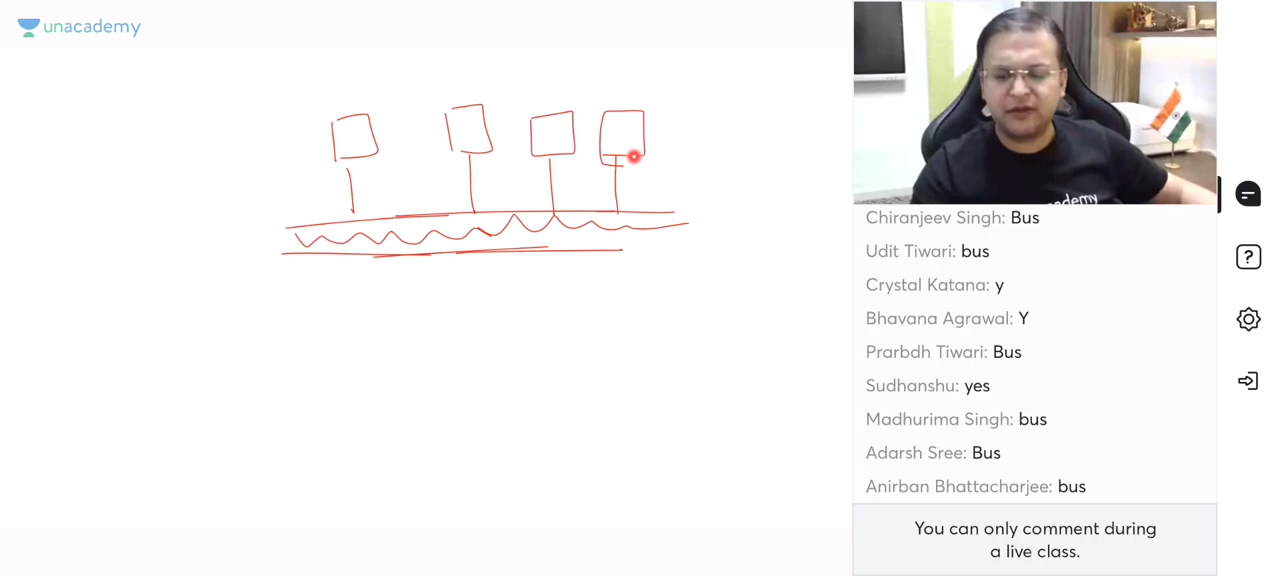 unacademy
ademy
Chiranjeev Singh: Bus
Udit Tiwari: bus
Crystal Katana: y
Bhavana Agrawal: Y
Prarbdh Tiwari: Bus
Sudhanshu: yes
Madhurima Singh: bus
Adarsh Sree: Bus
Anirban Bhattacharjee: bus
You can only comment during
a live class.
?